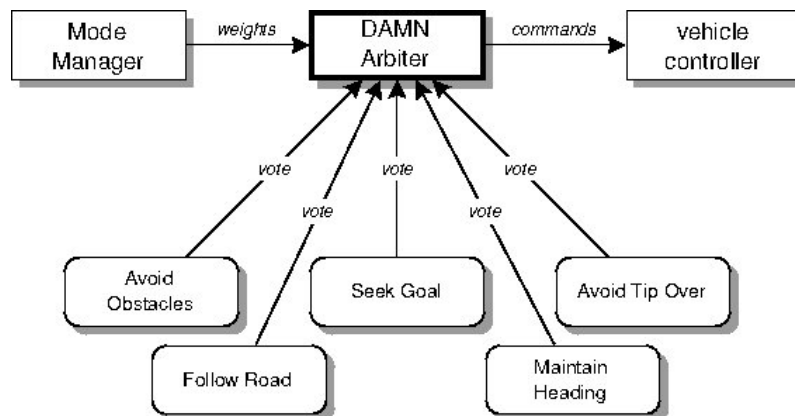 Mode
Manager
weights
DAMN
Arbiter
commands
vehicle
controller
vote
vote
vote
vote
vote
Avoid
Obstacles
Seek Goal
Avoid Tip Over
Follow Road
Maintain
Heading